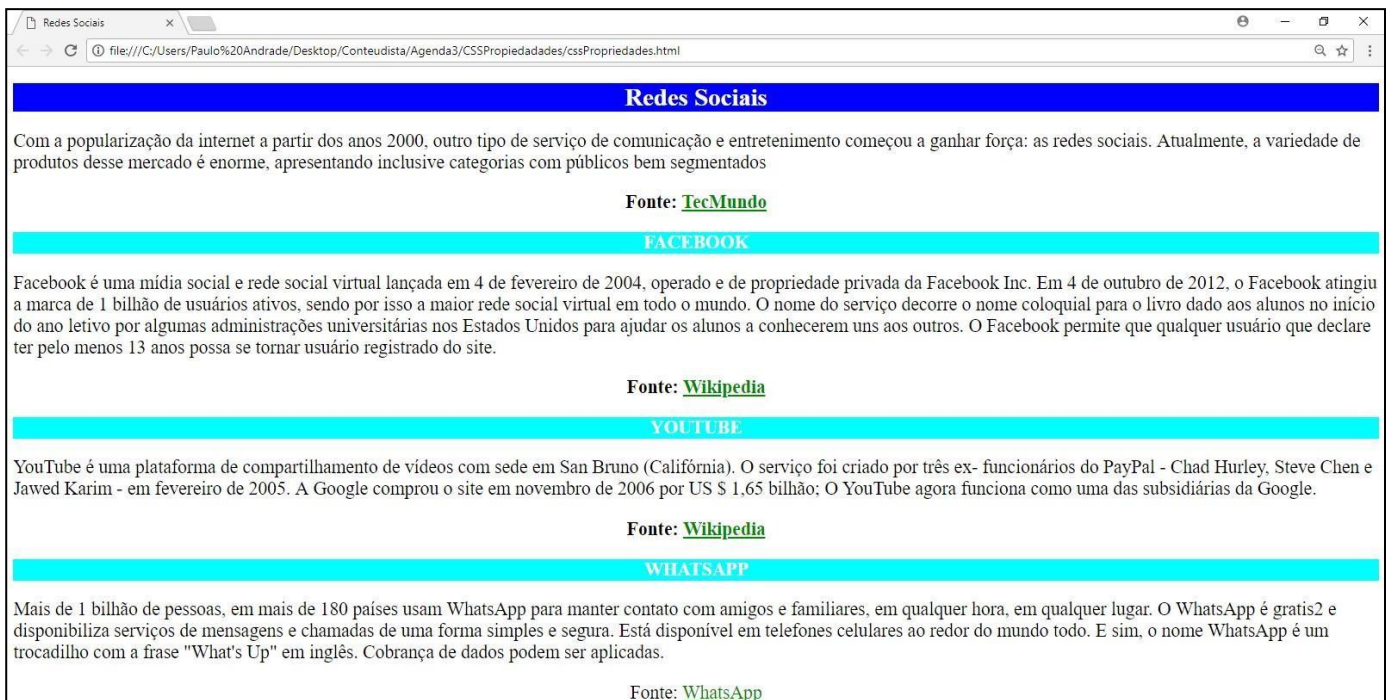 Redes Sociais
file:///C:/Users/Paulo%20Andrade/Desktop/Conteudista/Agenda3/CSSPropiedadades/cssPropriedades.html
Redes Sociais
Com a popularização da internet a partir dos anos 2000, outro tipo de serviço de comunicação e entretenimento começou a ganhar força: as redes sociais. Atualmente, a variedade de
produtos desse mercado é enorme, apresentando inclusive categorias com públicos bem segmentados
Fonte: TecMundo
FACEBOOK
Facebook é uma mídia social e rede social virtual lançada em 4 de fevereiro de 2004, operado e de propriedade privada da Facebook Inc. Em 4 de outubro de 2012, o Facebook atingiu
a marca de 1 bilhão de usuários ativos, sendo por isso a maior rede social virtual em todo o mundo. O nome do serviço decorre o nome coloquial para o livro dado aos alunos no início
do ano letivo por algumas administrações universitárias nos Estados Unidos para ajudar os alunos a conhecerem uns aos outros. O Facebook permite que qualquer usuário que declare
ter pelo menos 13 anos possa se tornar usuário registrado do site.
Fonte: Wikipedia
YOUTUBE
YouTube é uma plataforma de compartilhamento de vídeos com sede em San Bruno (Califórnia). O serviço foi criado por três ex- funcionários do PayPal - Chad Hurley, Steve Chen e
Jawed Karim - em fevereiro de 2005. A Google comprou o site em novembro de 2006 por US $ 1,65 bilhão; O YouTube agora funciona como uma das subsidiárias da Google.
Fonte: Wikipedia
WHATSAPP
Mais de 1 bilhão de pessoas, em mais de 180 países usam WhatsApp para manter contato com amigos e familiares, em qualquer hora, em qualquer lugar. O WhatsApp é gratis2 e
disponibiliza serviços de mensagens e chamadas de uma forma simples e segura. Está disponível em telefones celulares ao redor do mundo todo. E sim, o nome WhatsApp é um
trocadilho com a frase "What's Up" em inglês. Cobrança de dados podem ser aplicadas.
Fonte: WhatsApp